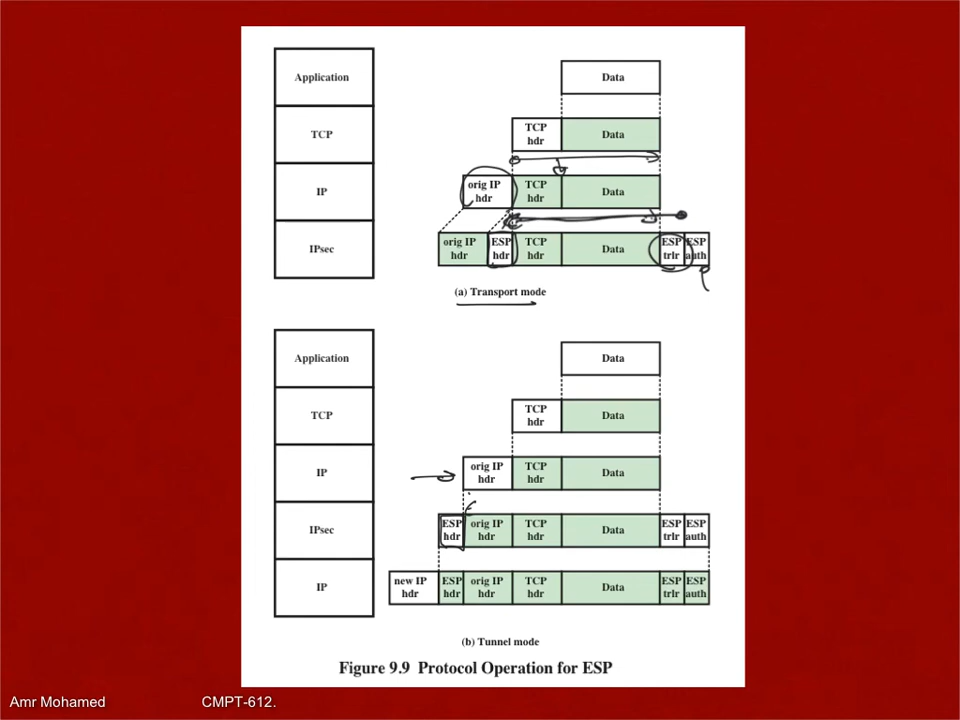 Application
Data
TCP
TCP
hdr
Data
IP
orig IP
hdr
TCP
hdr
Data
IPsec
orig IP
hdr
ESP
hdr
TCP
hdr
Data
ESP
trlr
ESP
auth
(a) Transport mode
Application
Data
TCP
TCP
hdr
Data
IP
orig IP
hdr
TCP
hdr
Data
IPsec
ESP
hdr
orig IP
hdr
TCP
hdr
Data
ESP
trlr
ESP
auth
IP
new IP
hdr
ESP
hdr
orig IP
hdr
TCP
hdr
Data
ESP
trlr
ESP
auth
(b) Tunnel mode
Figure 9.9 Protocol Operation for ESP
Amr Mohamed CMPT-612.